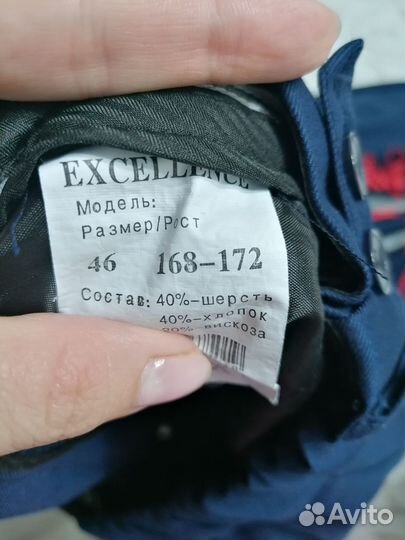 EXCELLENCE
Модель:
Размер/Рост
46 168-172
Состав: 40%-шерсть
40%-хлопок
20%-вискоза
Avito